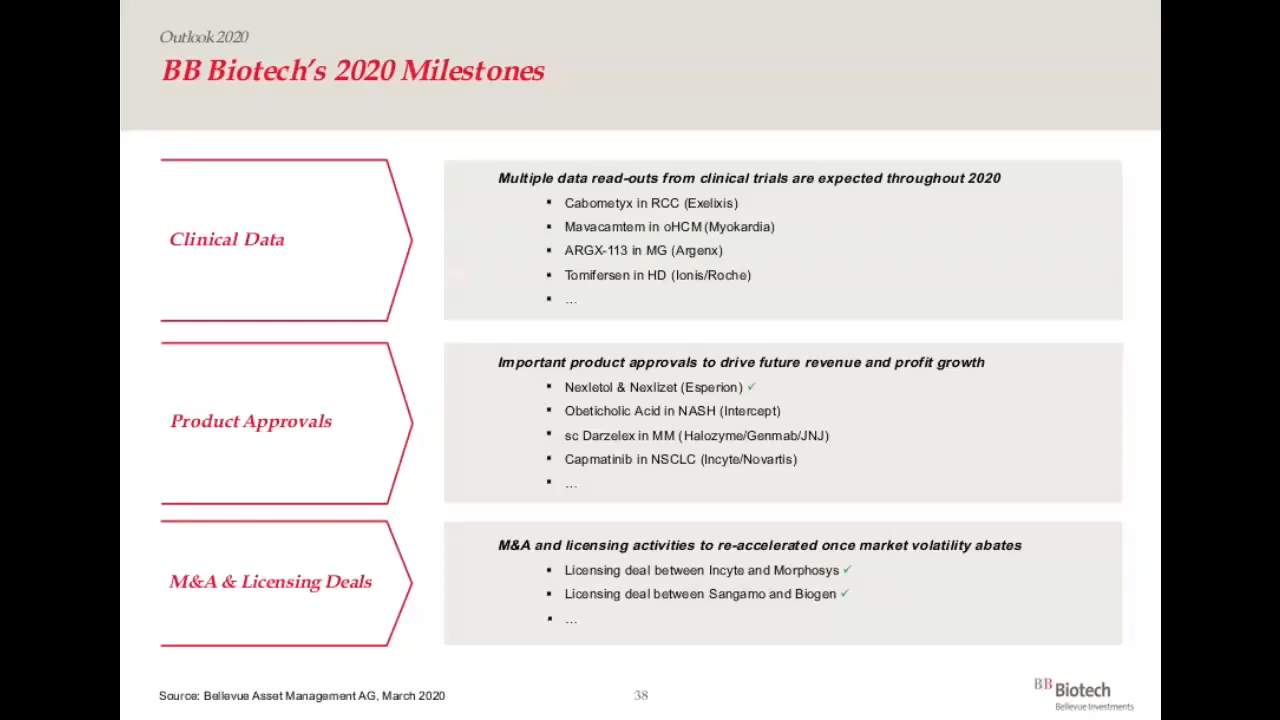 Outlook 2020
BB Biotech's 2020 Milestones
Clinical Data
Multiple data read-outs from clinical trials are expected throughout 2020
▪ Cabometyx in RCC (Exelixis)
▪ Mavacamtem in oHCM (Myokardia)
▪ ARGX-113 in MG (Argenx)
▪ Tomifersen in HD (Ionis/Roche)
▪ ...
Product Approvals
Important product approvals to drive future revenue and profit growth
▪ Nexletol & Nexlizet (Esperion) ✓
▪ Obeticholic Acid in NASH (Intercept)
▪ sc Darzelex in MM (Halozyme/Genmab/JNJ)
▪ Capmatinib in NSCLC (Incyte/Novartis)
▪ ...
M&A & Licensing Deals
M&A and licensing activities to re-accelerated once market volatility abates
▪ Licensing deal between Incyte and Morphosys ✓
▪ Licensing deal between Sangamo and Biogen ✓
▪ ...
Source: Bellevue Asset Management AG, March 2020
38
BB Biotech
Bellevue Investments